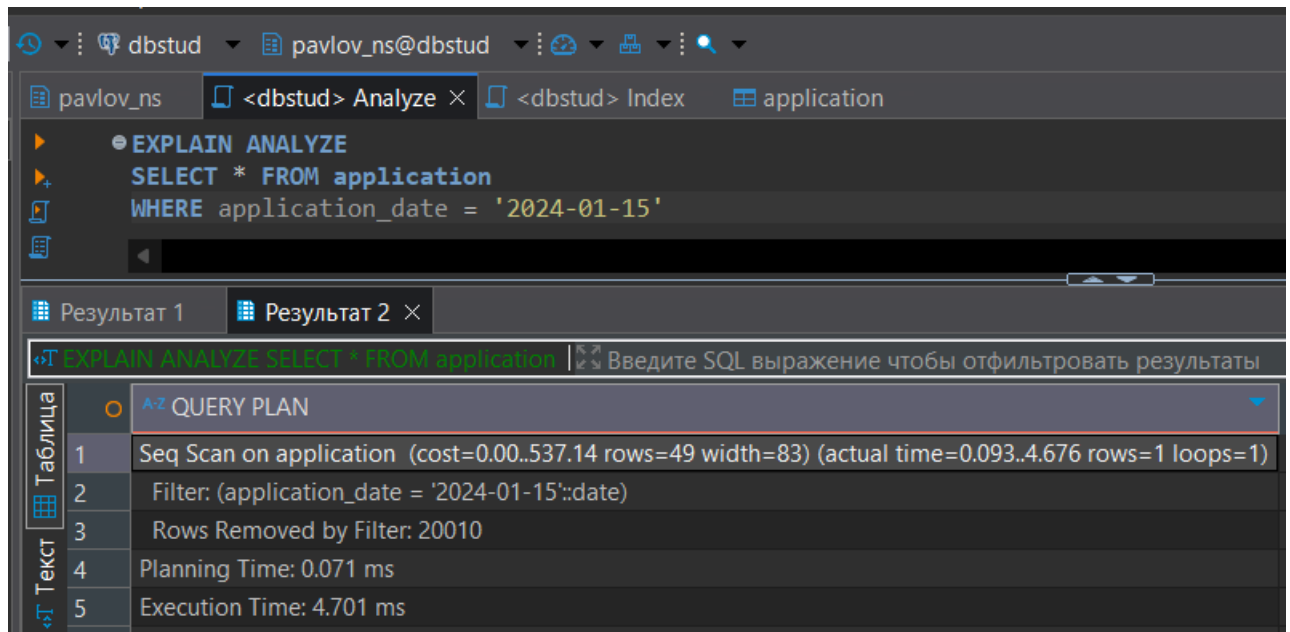 dbstud pavlov_ns@dbstud
pavlov_ns <dbstud> Analyze <dbstud> Index application
EXPLAIN ANALYZE
SELECT * FROM application
WHERE application_date = '2024-01-15'
Результат 1 Результат 2
EXPLAIN ANALYZE SELECT * FROM application Введите SQL выражение чтобы отфильтровать результаты
Таблица
Текст
A-Z QUERY PLAN
1 Seq Scan on application (cost=0.00..537.14 rows=49 width=83) (actual time=0.093..4.676 rows=1 loops=1)
2 Filter: (application_date = '2024-01-15'::date)
3 Rows Removed by Filter: 20010
4 Planning Time: 0.071 ms
5 Execution Time: 4.701 ms